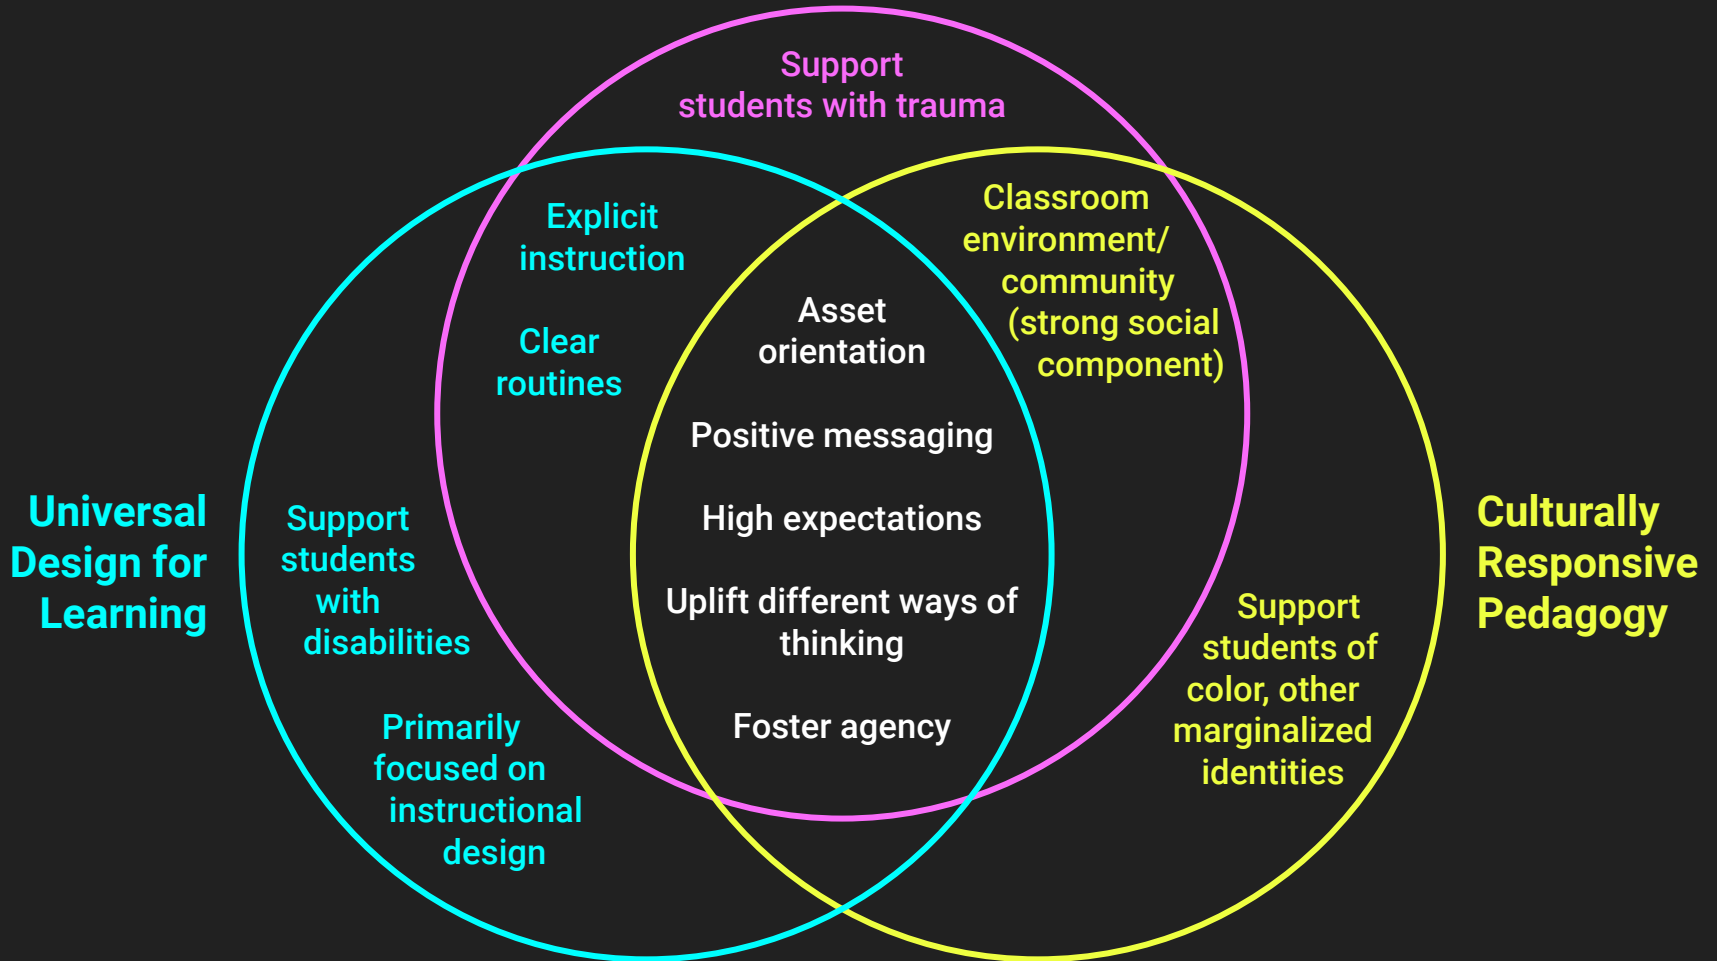 Support
students with trauma
Explicit
instruction
Clear
routines
Classroom
environment/
community
(strong social
component)
Asset
orientation
Positive messaging
High expectations
Uplift different ways of
thinking
Foster agency
Universal
Design for
Learning
Support
students
with
disabilities
Primarily
focused on
instructional
design
Culturally
Responsive
Pedagogy
Support
students of
color, other
marginalized
identities